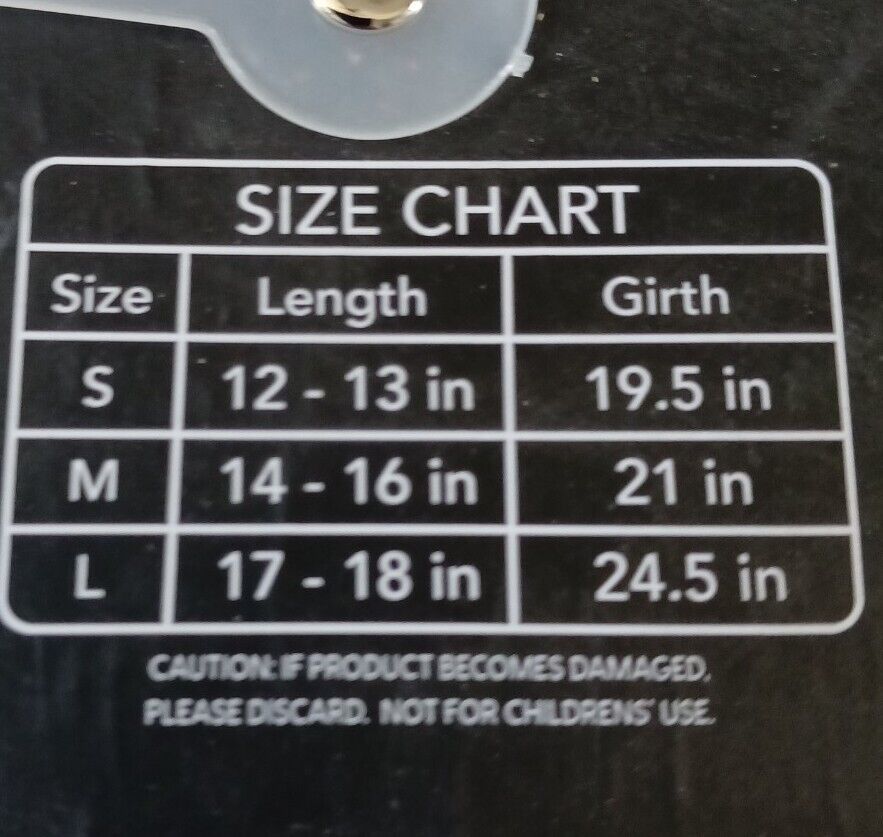 SIZE CHART
Size Length Girth
S 12 - 13 in 19.5 in
M 14 - 16 in 21 in
L 17 - 18 in 24.5 in
CAUTION: IF PRODUCT BECOMES DAMAGED,
PLEASE DISCARD. NOT FOR CHILDRENS' USE.